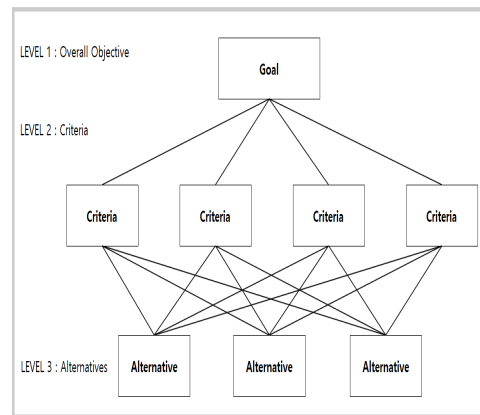 LEVEL 1 : Overall Objective
Goal
LEVEL 2 : Criteria
Criteria Criteria Criteria Criteria
LEVEL 3 : Alternatives Alternative Alternative Alternative